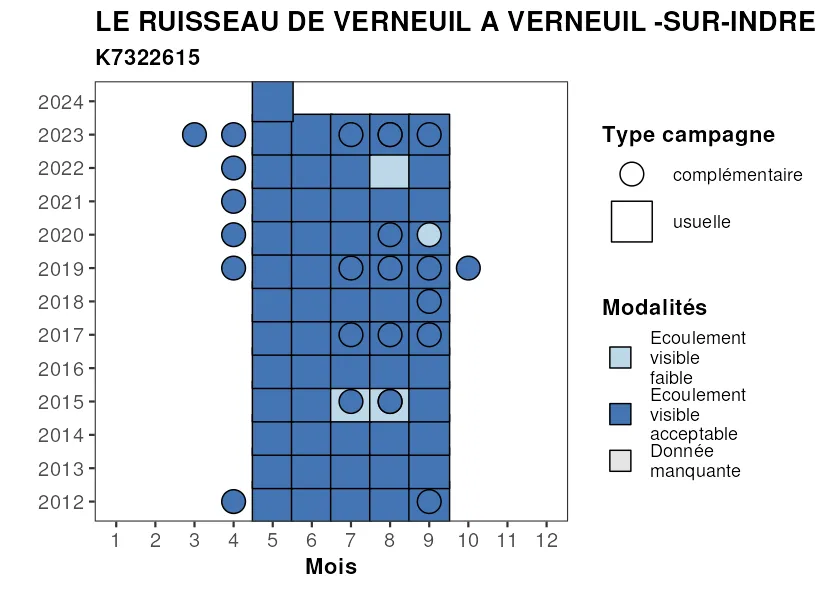 LE RUISSEAU DE VERNEUIL A VERNEUIL -SUR-INDRE
K7322615
2024
2023
2022
2021
2020
2019
2018
2017
2016
2015
2014
2013
2012
1 2 3 4 5 6 7 8 9 10 11 12
Mois
Type campagne
complémentaire
usuelle
Modalités
Ecoulement
visible
faible
Ecoulement
visible
acceptable
Donnée
manquante